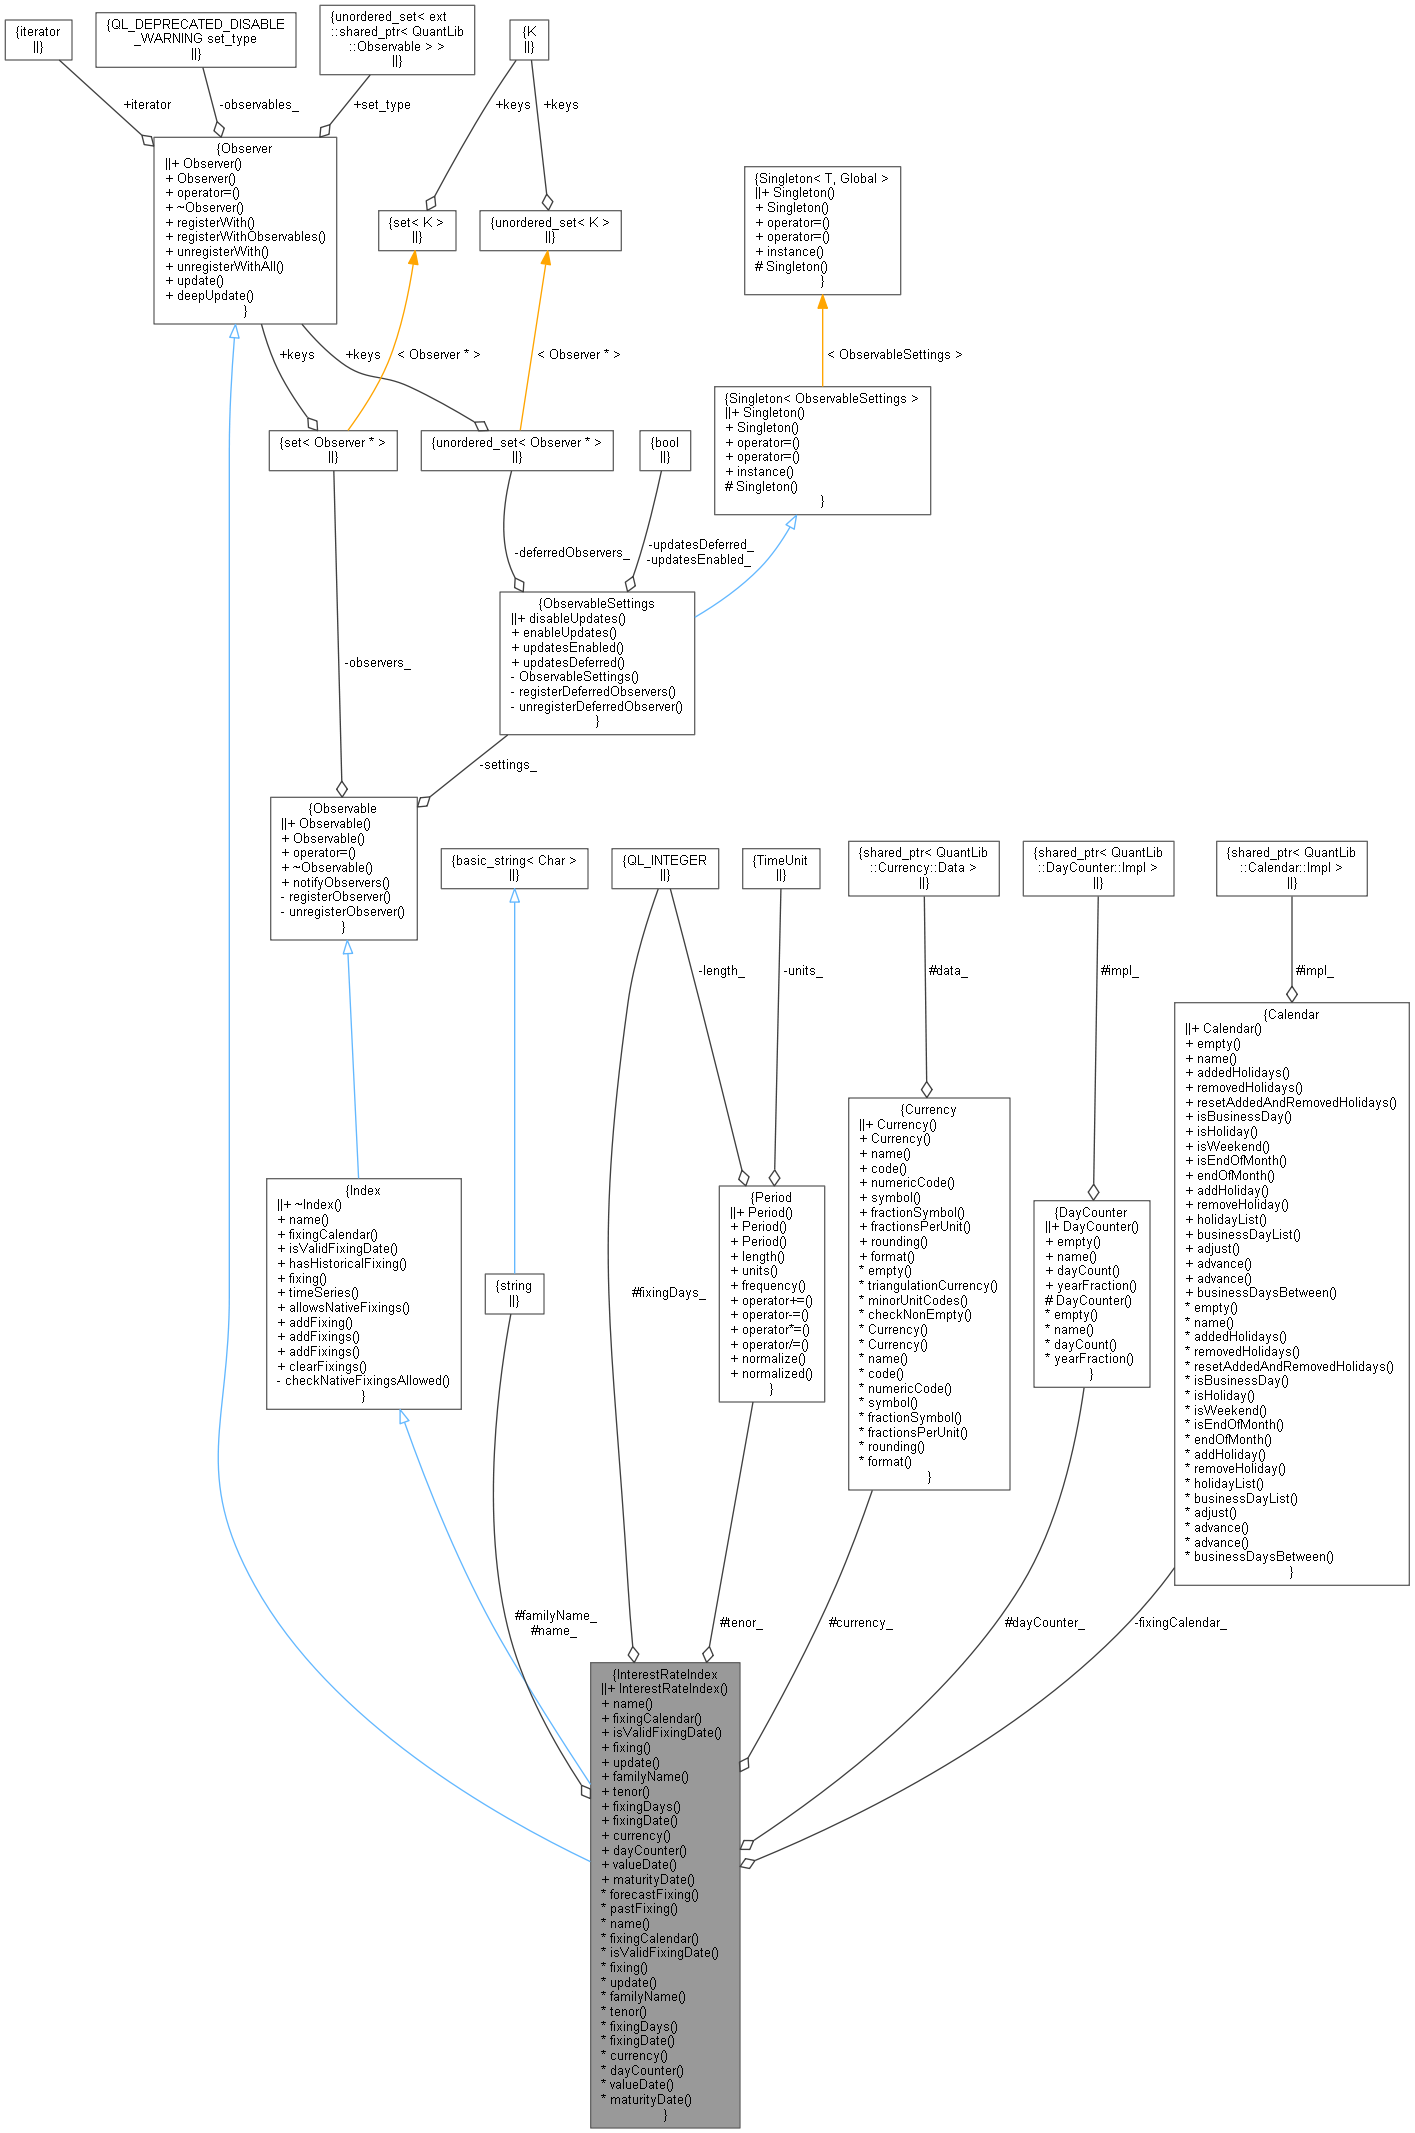 {iterator
||}
{QL_DEPRECATED_DISABLE
_WARNING set_type
||}
{unordered_set< ext
::shared_ptr< QuantLib
::Observable > >
||}
{K
||}
+iterator
-observables_
+set_type
+keys
+keys
{Observer
||+ Observer()
+ Observer()
+ operator=()
+ ~Observer()
+ registerWith()
+ registerWithObservables()
+ unregisterWith()
+ unregisterWithAll()
+ update()
+ deepUpdate()
}
{set< K >
||}
{unordered_set< K >
||}
{Singleton< T, Global >
||+ Singleton()
+ Singleton()
+ operator=()
+ operator=()
+ instance()
# Singleton()
}
+keys
+keys
< Observer * >
< Observer * >
< ObservableSettings >
{set< Observer * >
||}
{unordered_set< Observer * >
||}
{bool
||}
{Singleton< ObservableSettings >
||+ Singleton()
+ Singleton()
+ operator=()
+ operator=()
+ instance()
# Singleton()
}
-deferredObservers_
-updatesDeferred_
-updatesEnabled_
{ObservableSettings
||+ disableUpdates()
+ enableUpdates()
+ updatesEnabled()
+ updatesDeferred()
- ObservableSettings()
- registerDeferredObservers()
- unregisterDeferredObserver()
}
-observers_
-settings_
{Observable
||+ Observable()
+ Observable()
+ operator=()
+ ~Observable()
+ notifyObservers()
- registerObserver()
- unregisterObserver()
}
{basic_string< Char >
||}
{QL_INTEGER
||}
{TimeUnit
||}
{shared_ptr< QuantLib
::Currency::Data >
||}
{shared_ptr< QuantLib
::DayCounter::Impl >
||}
{shared_ptr< QuantLib
::Calendar::Impl >
||}
-length_
-units_
#data_
#impl_
#impl_
{Index
||+ ~Index()
+ name()
+ fixingCalendar()
+ isValidFixingDate()
+ hasHistoricalFixing()
+ fixing()
+ timeSeries()
+ allowsNativeFixings()
+ addFixing()
+ addFixings()
+ addFixings()
+ clearFixings()
- checkNativeFixingsAllowed()
}
{string
||}
#fixingDays_
{Period
||+ Period()
+ Period()
+ Period()
+ length()
+ units()
+ frequency()
+ operator+=()
+ operator-=()
+ operator*=()
+ operator/=()
+ normalize()
+ normalized()
}
{Currency
||+ Currency()
+ Currency()
+ name()
+ code()
+ numericCode()
+ symbol()
+ fractionSymbol()
+ fractionsPerUnit()
+ rounding()
+ format()
* empty()
* triangulationCurrency()
* minorUnitCodes()
* checkNonEmpty()
* Currency()
* Currency()
* name()
* code()
* numericCode()
* symbol()
* fractionSymbol()
* fractionsPerUnit()
* rounding()
* format()
}
{DayCounter
||+ DayCounter()
+ empty()
+ name()
+ dayCount()
+ yearFraction()
# DayCounter()
* empty()
* name()
* dayCount()
* yearFraction()
}
{Calendar
||+ Calendar()
+ empty()
+ name()
+ addedHolidays()
+ removedHolidays()
+ resetAddedAndRemovedHolidays()
+ isBusinessDay()
+ isHoliday()
+ isWeekend()
+ isEndOfMonth()
+ endOfMonth()
+ addHoliday()
+ removeHoliday()
+ holidayList()
+ businessDayList()
+ adjust()
+ advance()
+ advance()
+ businessDaysBetween()
* empty()
* name()
* addedHolidays()
* removedHolidays()
* resetAddedAndRemovedHolidays()
* isBusinessDay()
* isHoliday()
* isWeekend()
* isEndOfMonth()
* endOfMonth()
* addHoliday()
* removeHoliday()
* holidayList()
* businessDayList()
* adjust()
* advance()
* advance()
* businessDaysBetween()
}
#familyName_
#name_
#tenor_
#currency_
#dayCounter_
-fixingCalendar_
{InterestRateIndex
||+ InterestRateIndex()
+ name()
+ fixingCalendar()
+ isValidFixingDate()
+ fixing()
+ update()
+ familyName()
+ tenor()
+ fixingDays()
+ fixingDate()
+ currency()
+ dayCounter()
+ valueDate()
+ maturityDate()
* forecastFixing()
* pastFixing()
* name()
* fixingCalendar()
* isValidFixingDate()
* fixing()
* update()
* familyName()
* tenor()
* fixingDays()
* fixingDate()
* currency()
* dayCounter()
* valueDate()
* maturityDate()
}